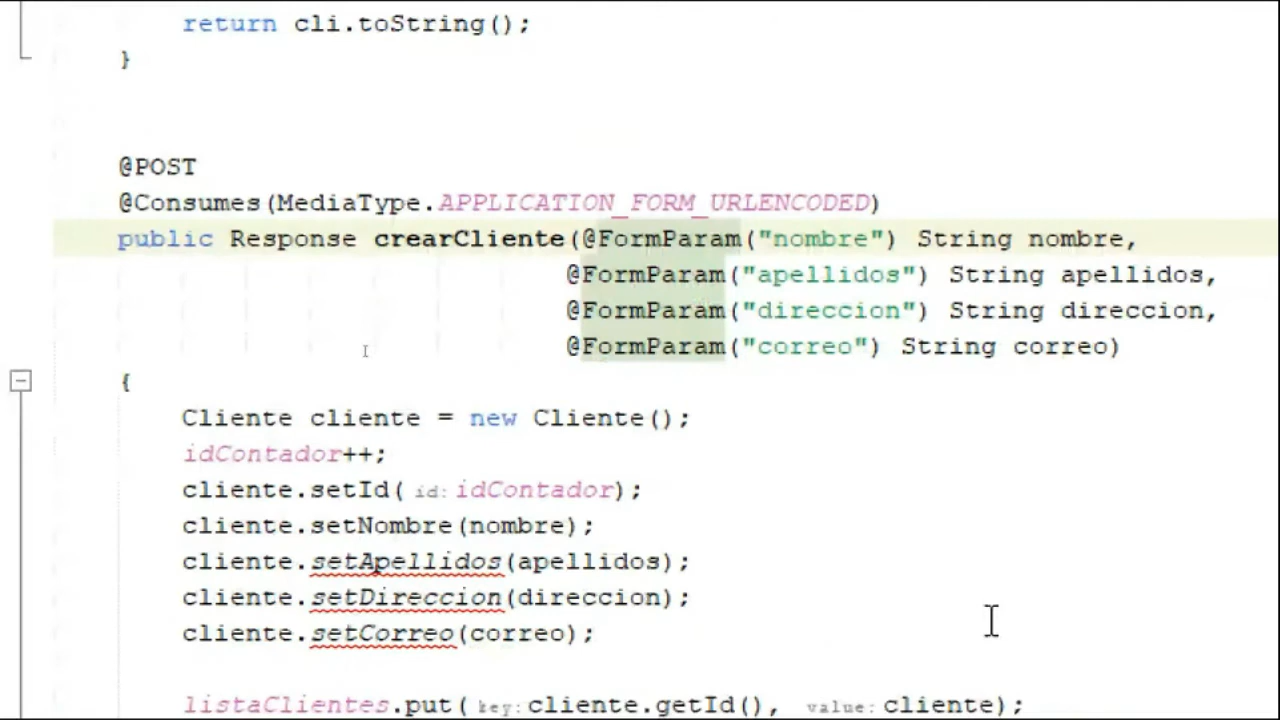 return cli.toString();
}
@POST
@Consumes(MediaType.APPLICATION_FORM_URLENCODED)
public Response crearCliente(@FormParam("nombre") String nombre,
@FormParam("apellidos") String apellidos,
@FormParam("direccion") String direccion,
@FormParam("correo") String correo)
{
Cliente cliente = new Cliente();
idContador++;
cliente.setId( id: idContador);
cliente.setNombre(nombre);
cliente.setApellidos(apellidos);
cliente.setDireccion(direccion);
cliente.setCorreo(correo);
listaClientes.put( key: cliente.getId(), value: cliente);